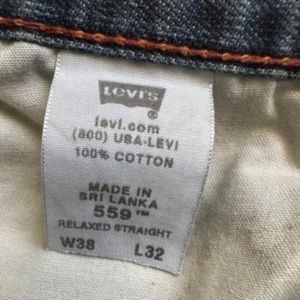 Levi's
®
levi.com
(800) USA-LEVI
100% COTTON
MADE IN
SRI LANKA
559™
RELAXED STRAIGHT
W38 L32